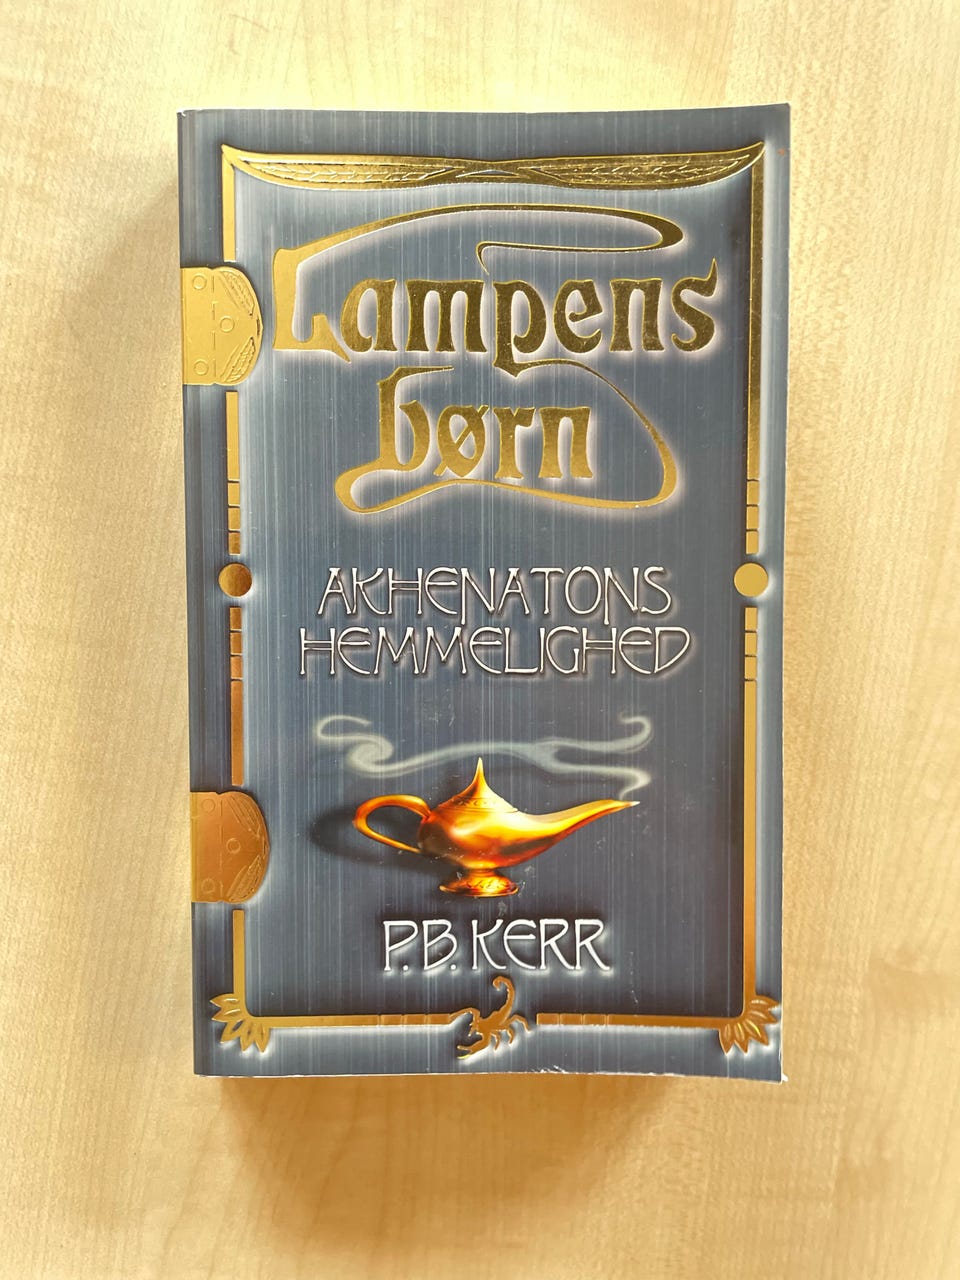 Lampens
børn
AKHENATONS
HEMMELIGHED
P.B. KERR